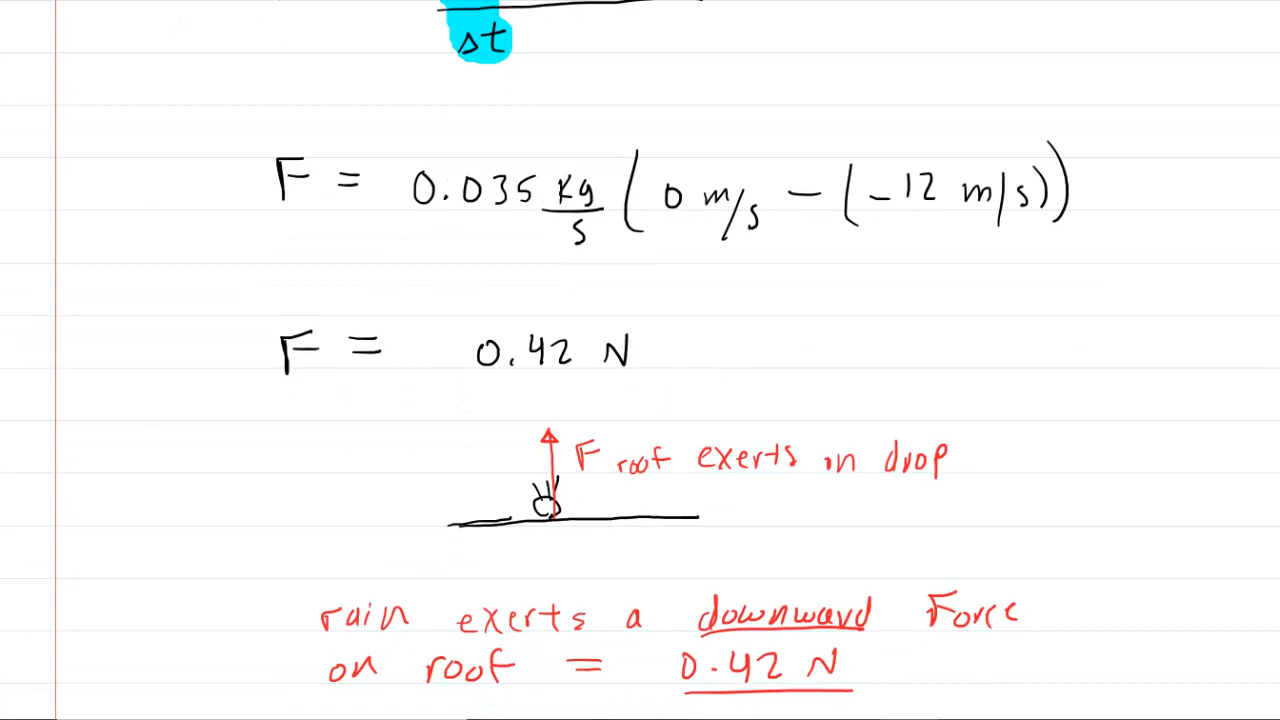 Δt
F = 0.035 kg/s (0 m/s − (−12 m/s))
F = 0.42 N
F roof exerts on drop
rain exerts a downward Force
on roof = 0.42 N